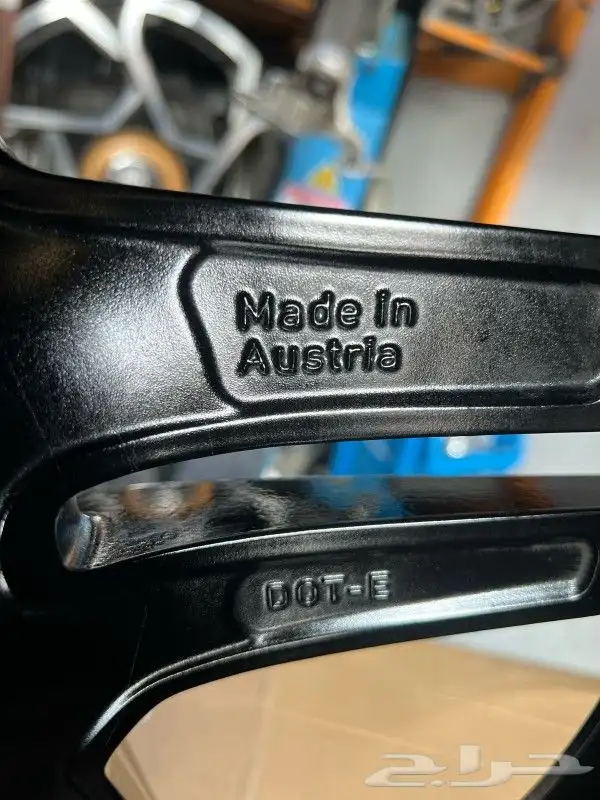 Made in
Austria
DOT-E
حراج